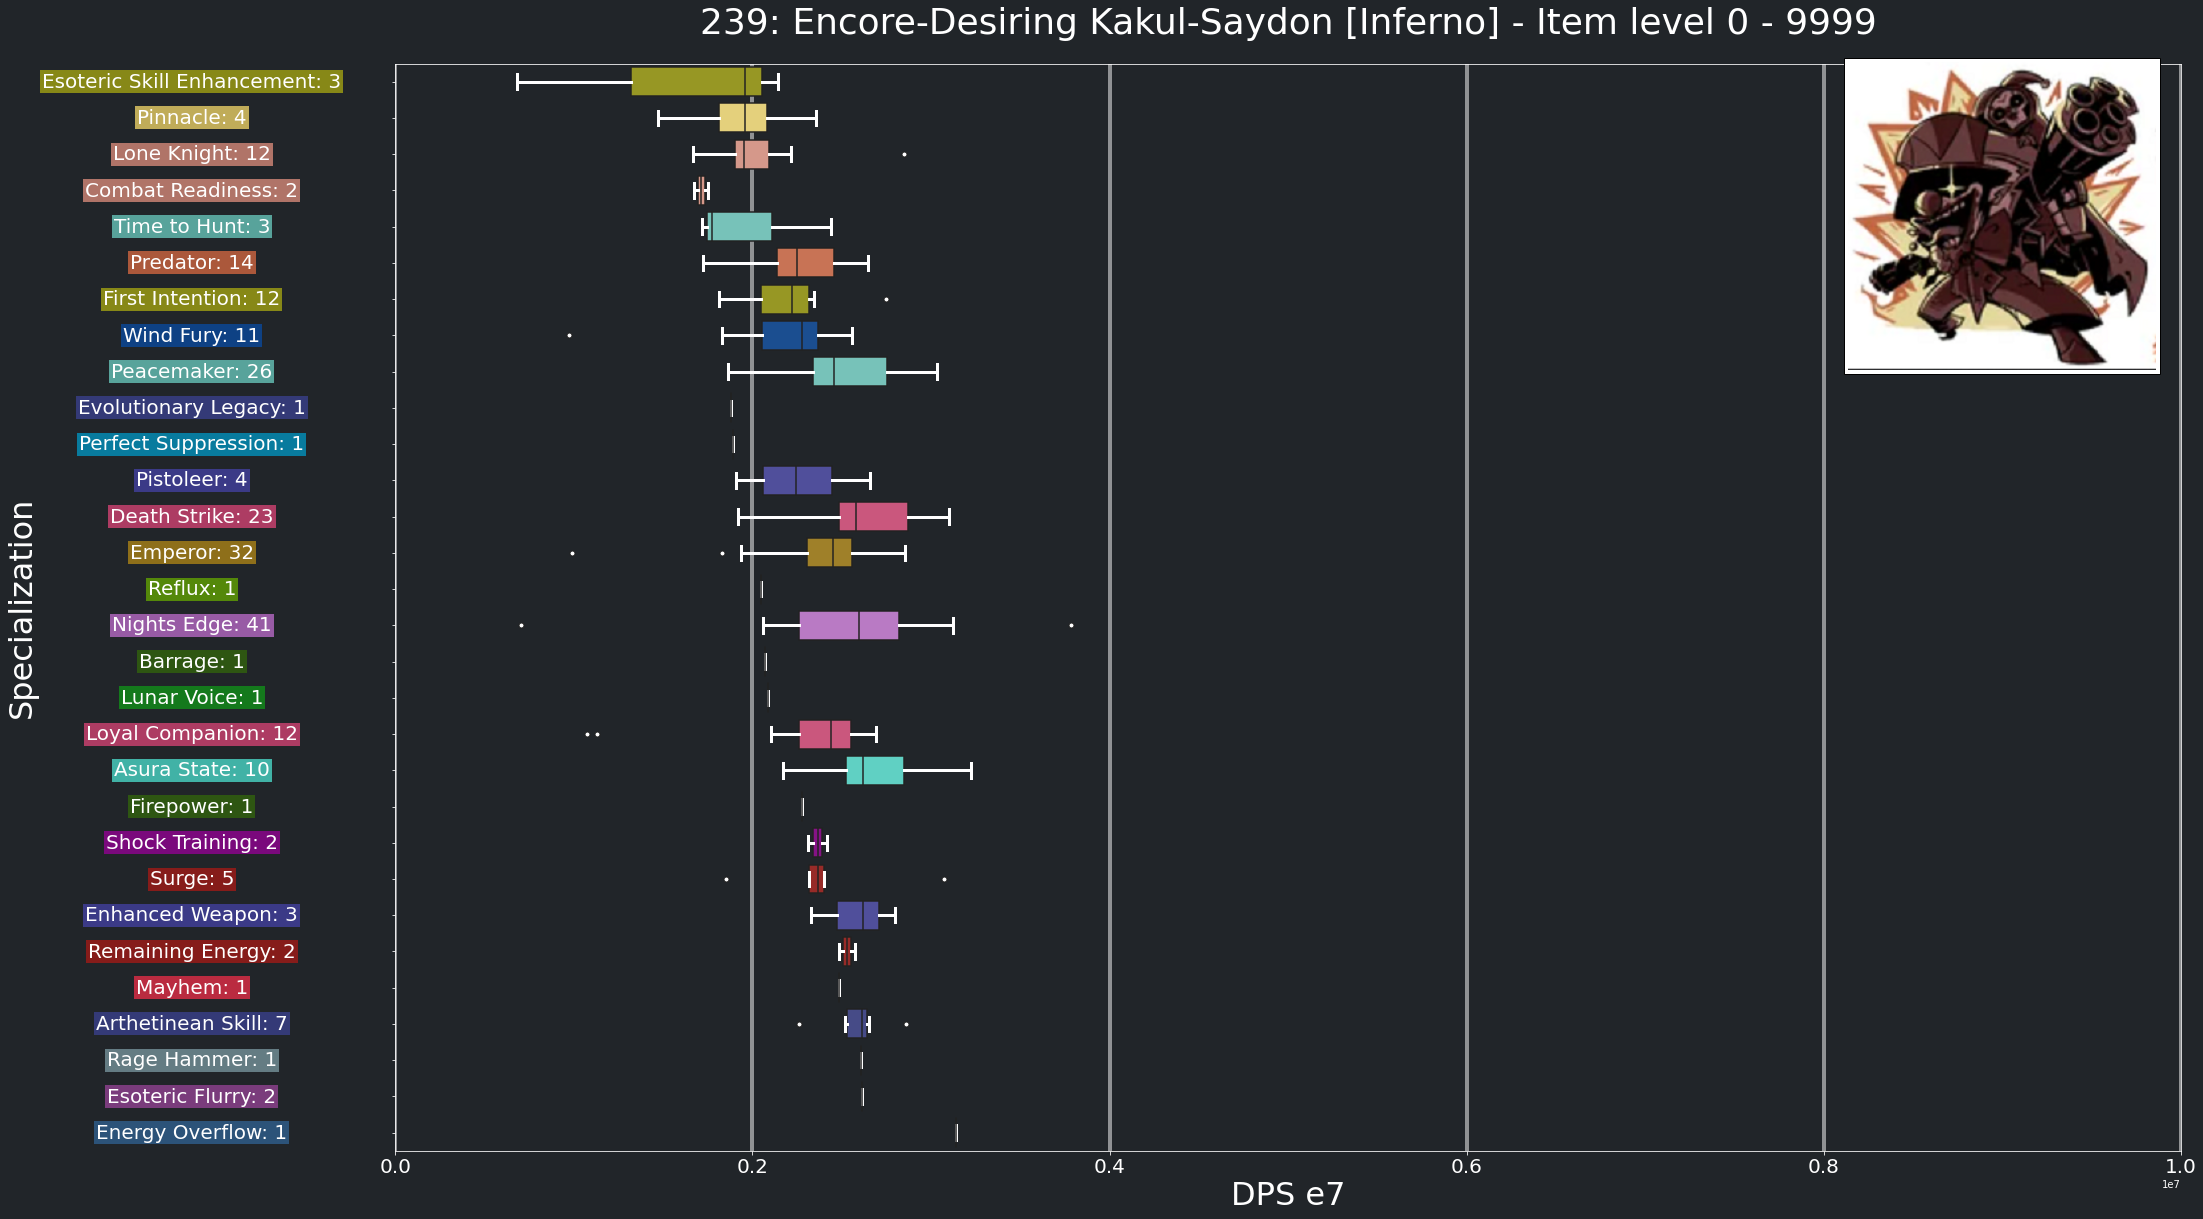 239: Encore-Desiring Kakul-Saydon [Inferno] - Item level 0 - 9999
Specialization
Esoteric Skill Enhancement: 3
Pinnacle: 4
Lone Knight: 12
Combat Readiness: 2
Time to Hunt: 3
Predator: 14
First Intention: 12
Wind Fury: 11
Peacemaker: 26
Evolutionary Legacy: 1
Perfect Suppression: 1
Pistoleer: 4
Death Strike: 23
Emperor: 32
Reflux: 1
Nights Edge: 41
Barrage: 1
Lunar Voice: 1
Loyal Companion: 12
Asura State: 10
Firepower: 1
Shock Training: 2
Surge: 5
Enhanced Weapon: 3
Remaining Energy: 2
Mayhem: 1
Arthetinean Skill: 7
Rage Hammer: 1
Esoteric Flurry: 2
Energy Overflow: 1
0.0 0.2 0.4 0.6 0.8 1.0
1e7
DPS e7